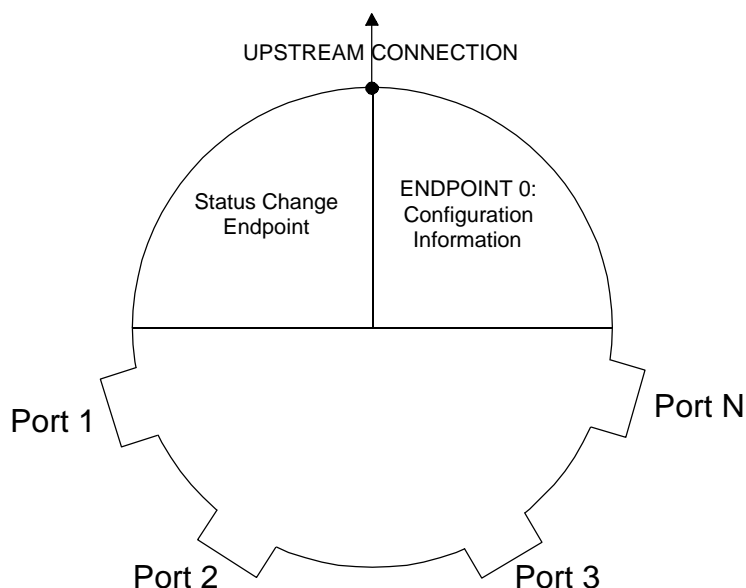 UPSTREAM CONNECTION
Status Change
Endpoint
ENDPOINT 0:
Configuration
Information
Port 1
Port N
Port 2
Port 3